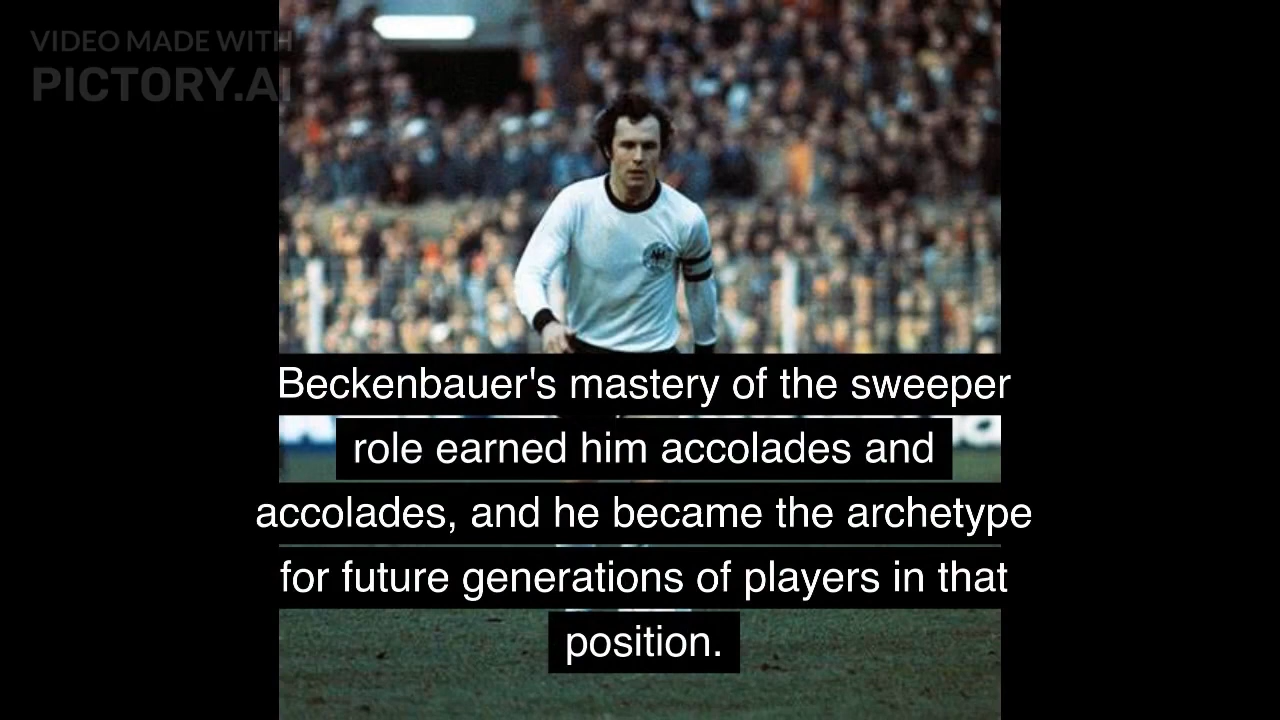 VIDEO MADE WITH
PICTORY.AI
Beckenbauer's mastery of the sweeper
role earned him accolades and
accolades, and he became the archetype
for future generations of players in that
position.